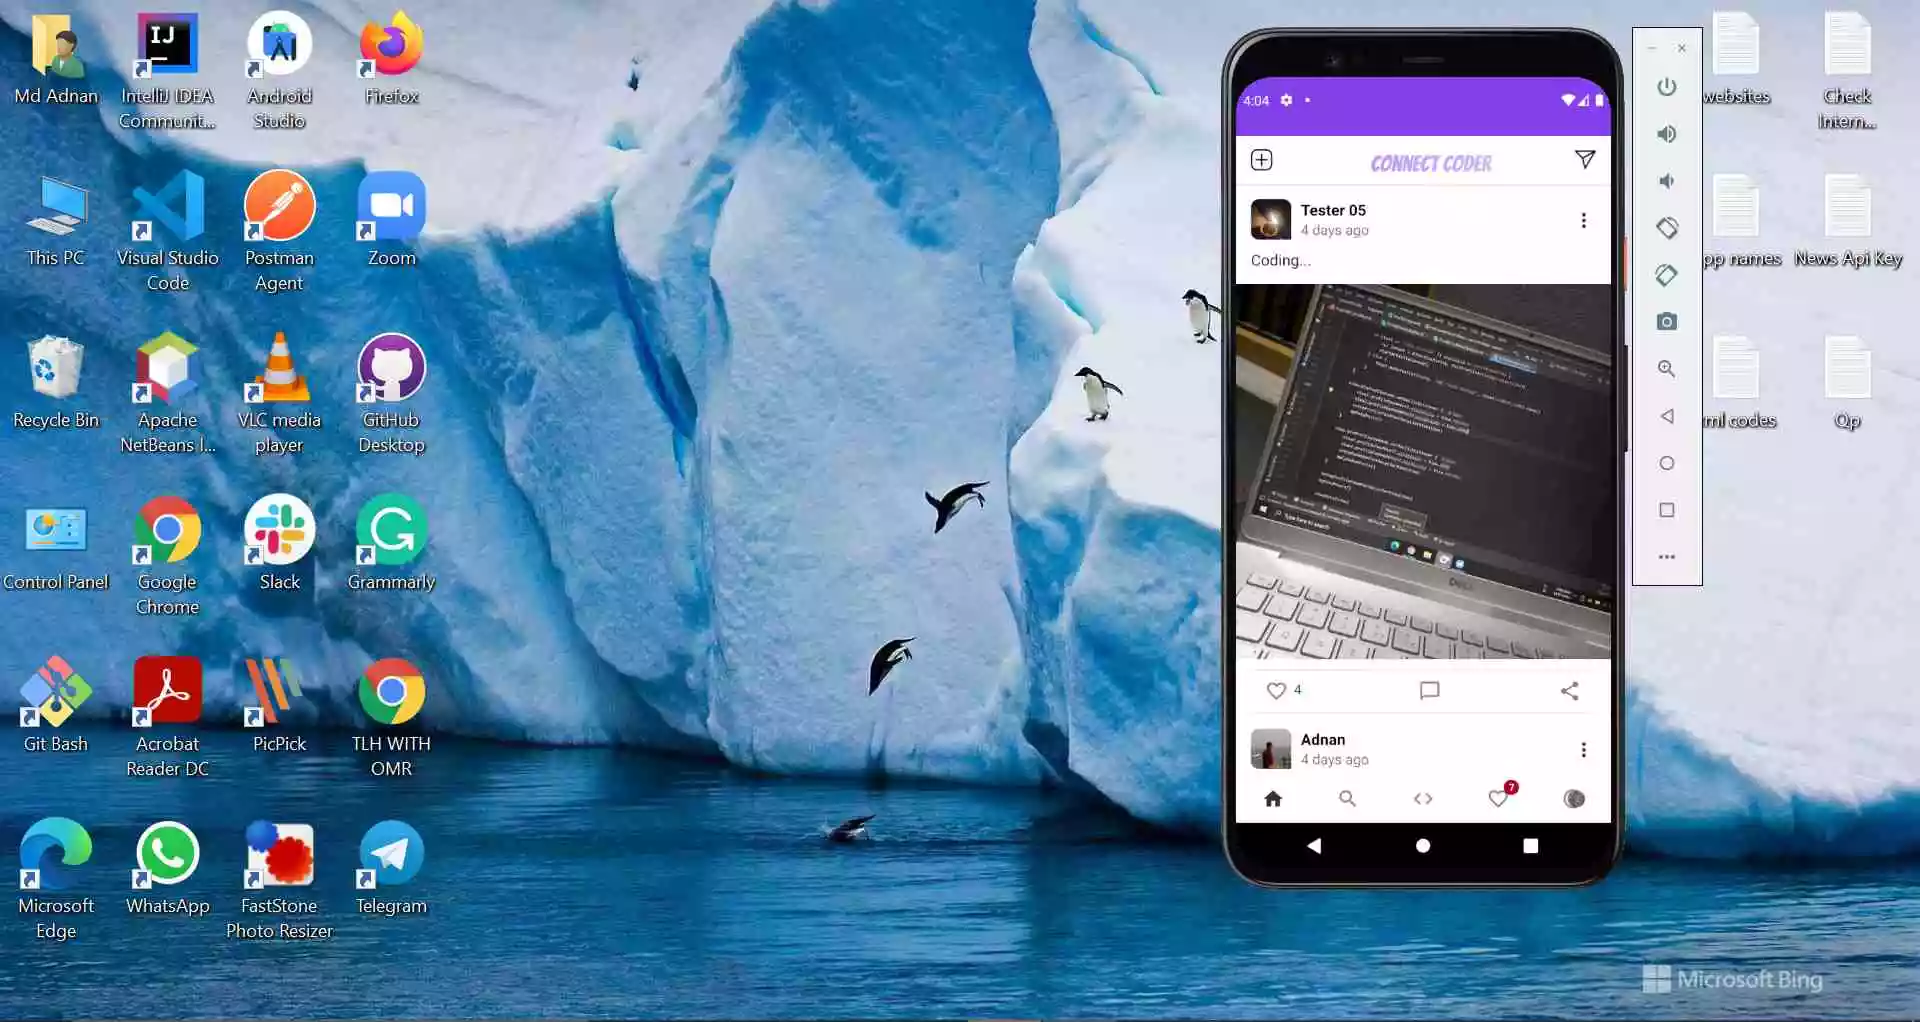 Md Adnan
IJ
IntelliJ IDEA
Communit...
Android
Studio
Firefox
This PC
Visual Studio
Code
Postman
Agent
Zoom
Recycle Bin
Apache
NetBeans I...
VLC media
player
GitHub
Desktop
Control Panel
Google
Chrome
Slack
Grammarly
Git Bash
Acrobat
Reader DC
PicPick
TLH WITH
OMR
Microsoft
Edge
WhatsApp
FastStone
Photo Resizer
Telegram
4:04
CONNECT CODER
Tester 05
4 days ago
Coding...
DELL
4
Adnan
4 days ago
7
websites
Check
Intern...
pp names
News Api Key
ml codes
Qp
Microsoft Bing